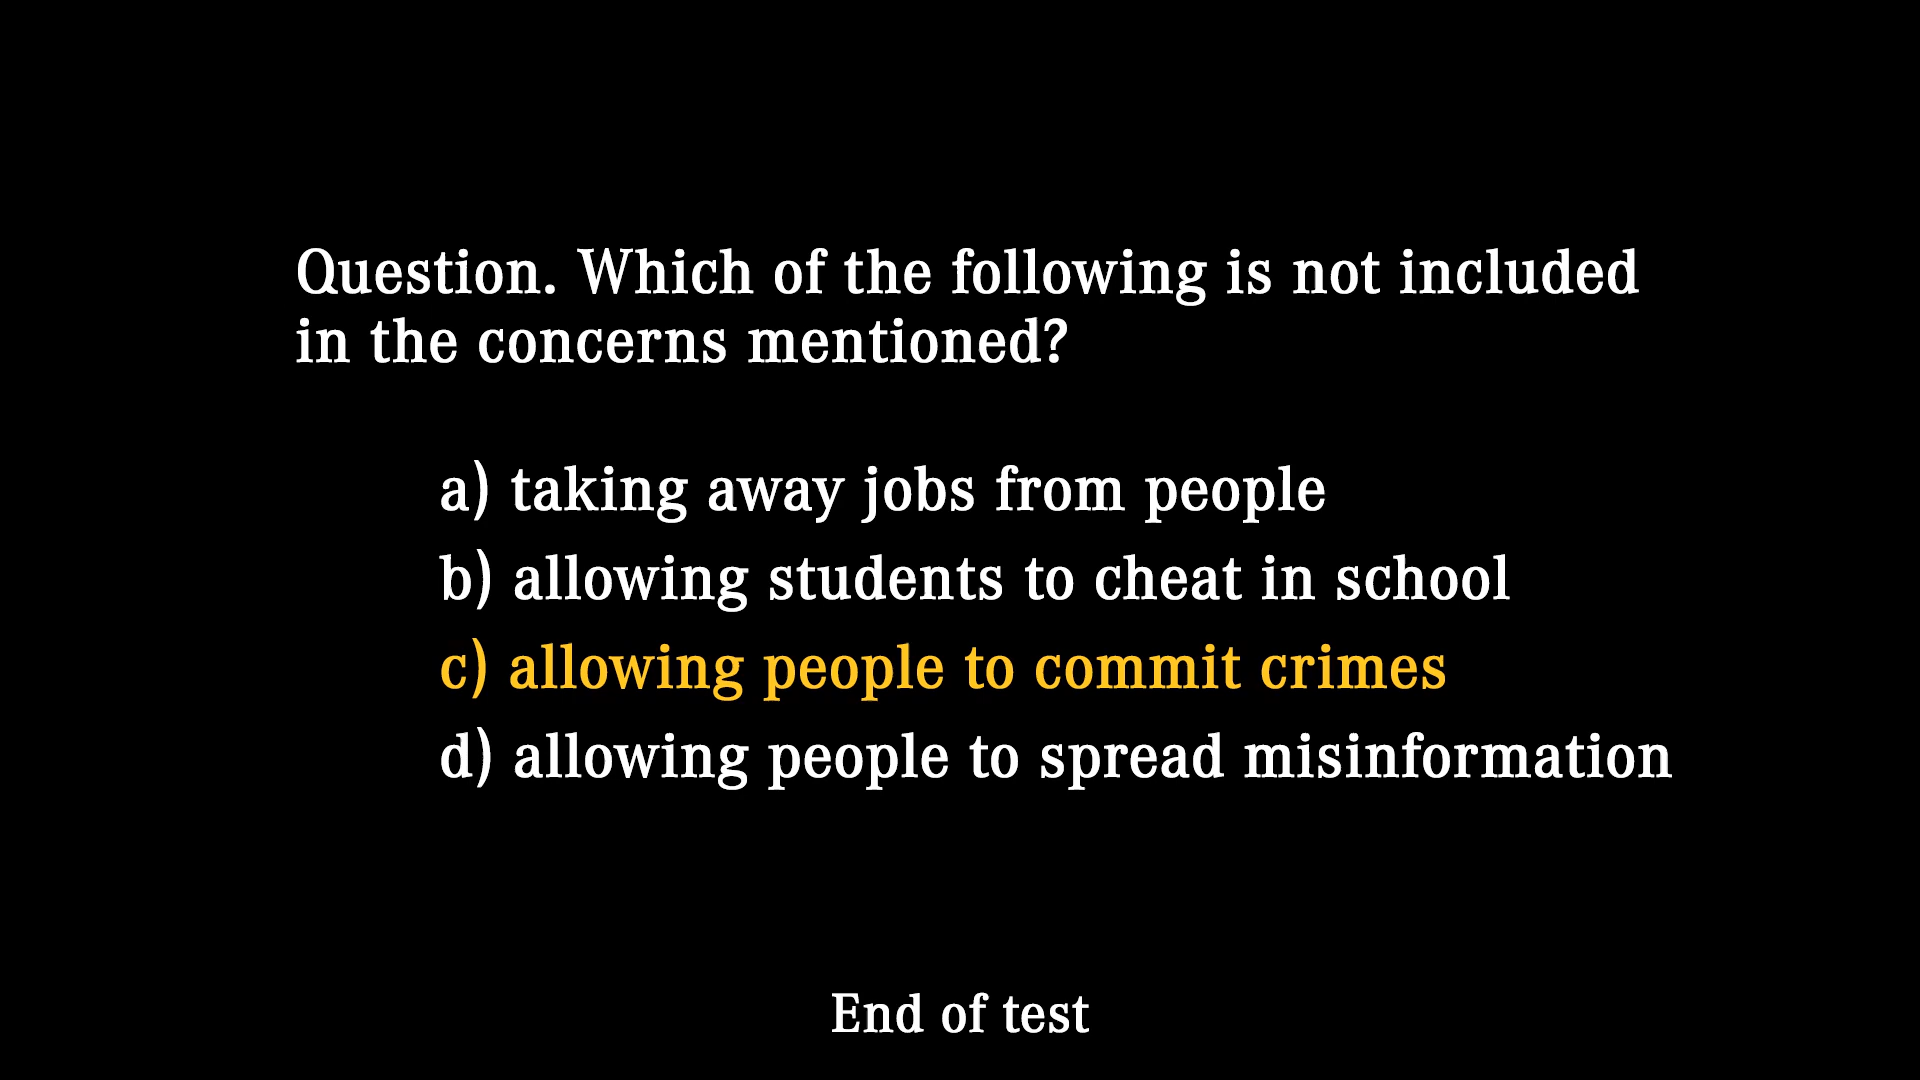 Question. Which of the following is not included
in the concerns mentioned?
a) taking away jobs from people
b) allowing students to cheat in school
c) allowing people to commit crimes
d) allowing people to spread misinformation
End of test